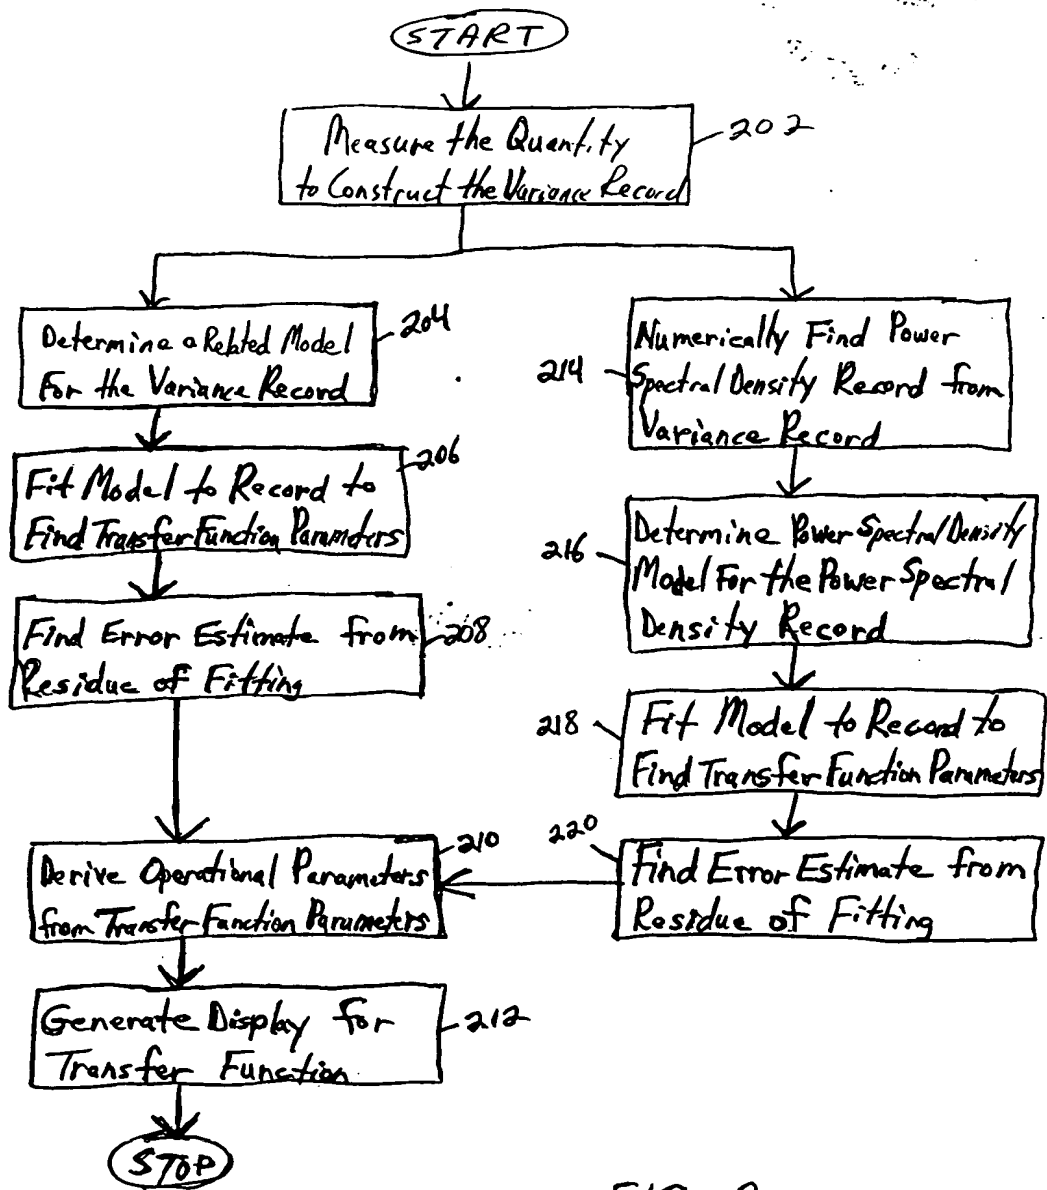 START
Measure the Quantity
to Construct the Variance Record
202
Determine a Related Model
For the Variance Record
204
Fit Model to Record to
Find Transfer Function Parameters
206
Find Error Estimate from
Residue of Fitting
208
Numerically Find Power
Spectral Density Record from
Variance Record
214
Determine Power Spectral Density
Model For the Power Spectral
Density Record
216
Fit Model to Record to
Find Transfer Function Parameters
218
Find Error Estimate from
Residue of Fitting
220
Derive Operational Parameters
from Transfer Function Parameters
210
Generate Display for
Transfer Function
212
STOP